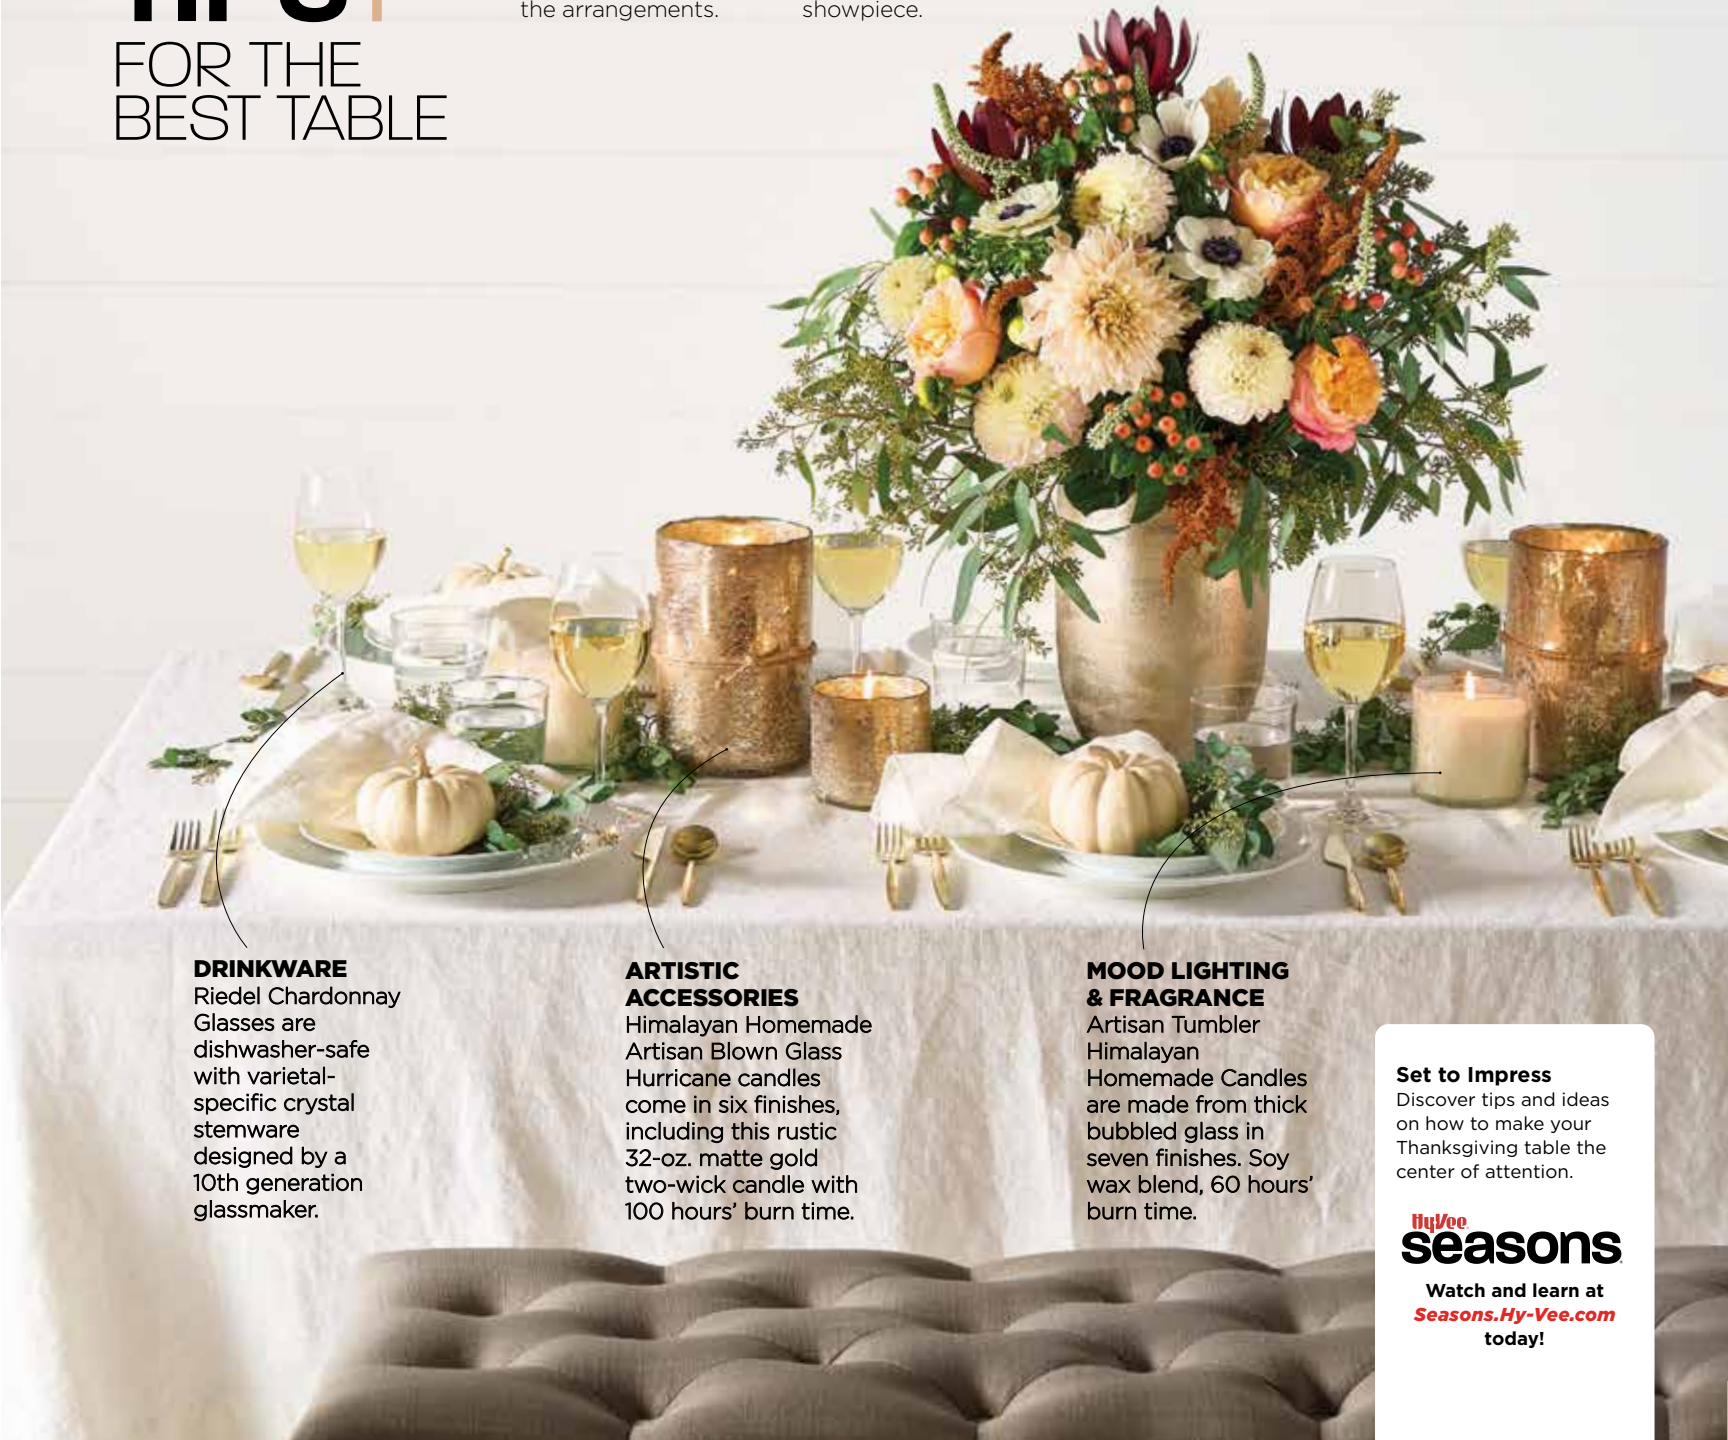 the arrangements.
showpiece.
FOR THE
BEST TABLE
DRINKWARE
Riedel Chardonnay
Glasses are
dishwasher-safe
with varietal-
specific crystal
stemware
designed by a
10th generation
glassmaker.
ARTISTIC
ACCESSORIES
Himalayan Homemade
Artisan Blown Glass
Hurricane candles
come in six finishes,
including this rustic
32-oz. matte gold
two-wick candle with
100 hours’ burn time.
MOOD LIGHTING
& FRAGRANCE
Artisan Tumbler
Himalayan
Homemade Candles
are made from thick
bubbled glass in
seven finishes. Soy
wax blend, 60 hours’
burn time.
Set to Impress
Discover tips and ideas
on how to make your
Thanksgiving table the
center of attention.
HyVee
seasons
Watch and learn at
Seasons.Hy-Vee.com
today!